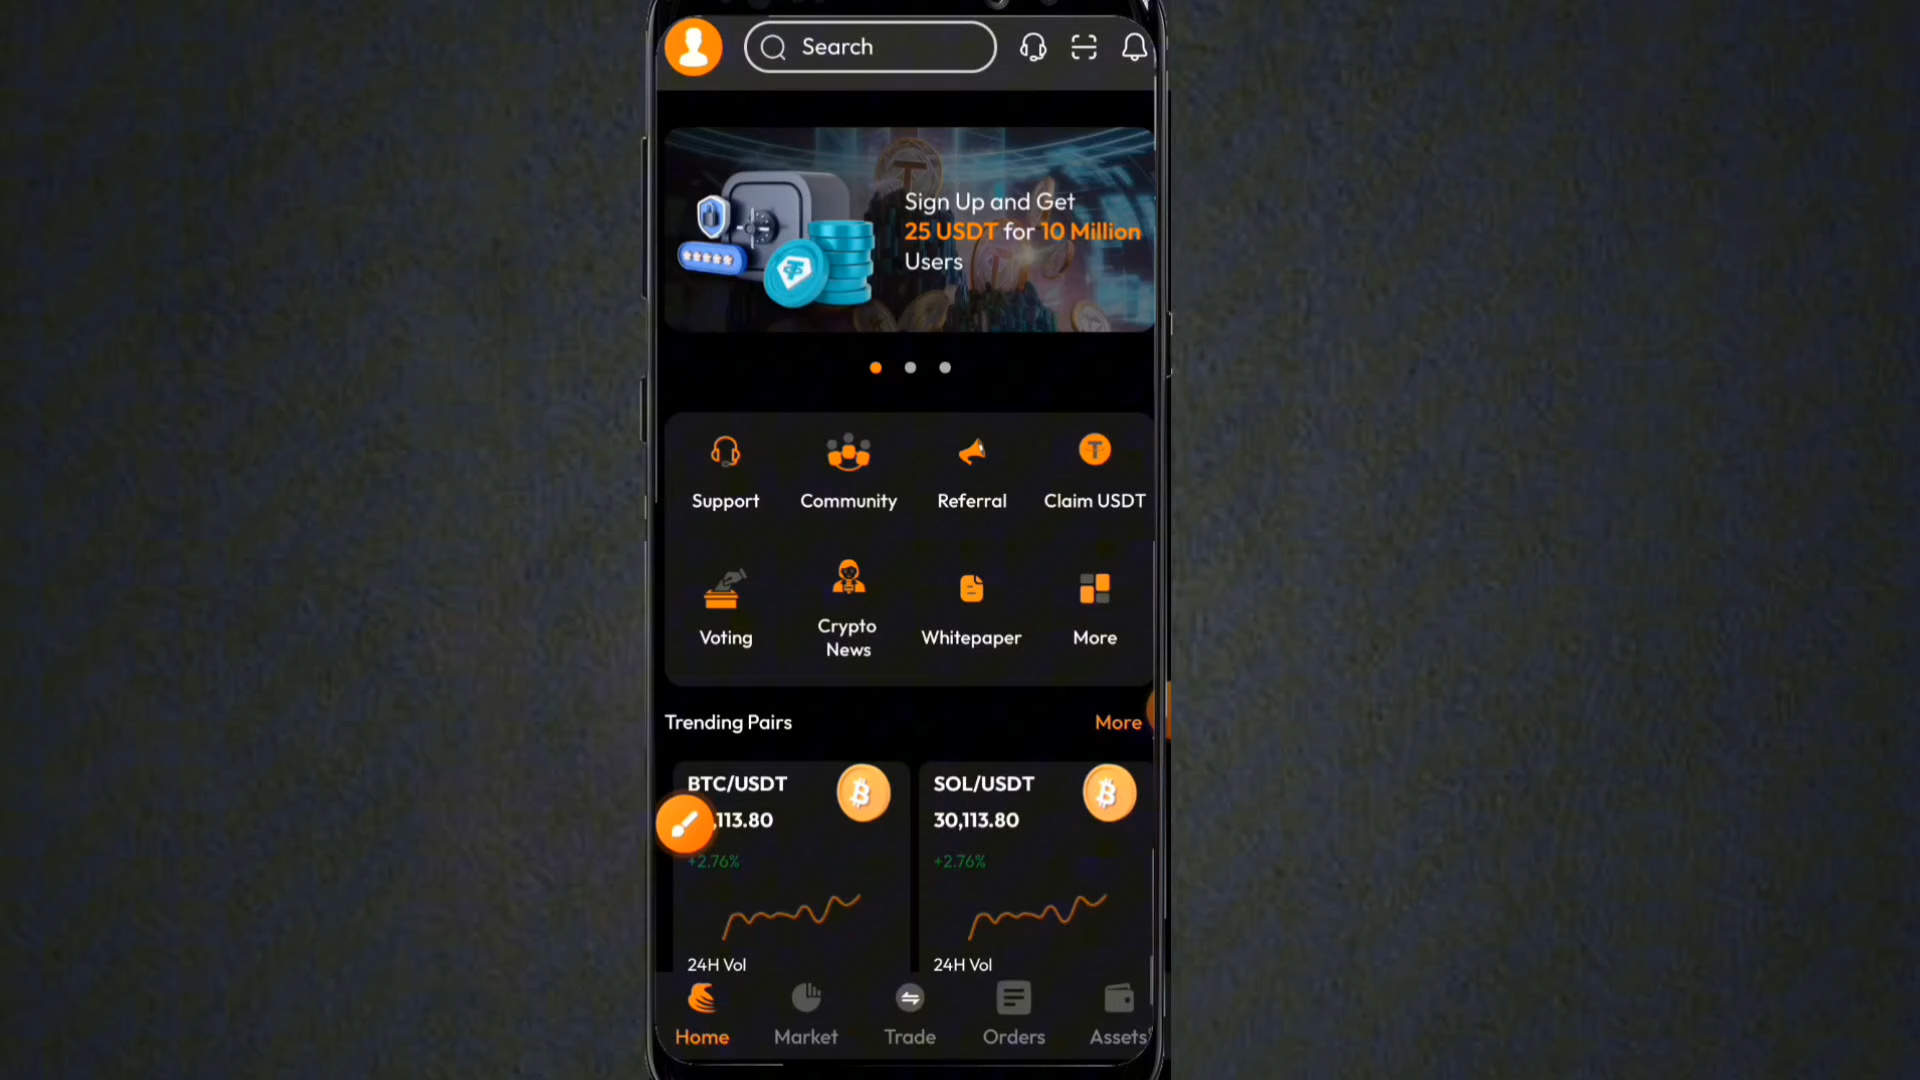 Search
Sign Up and Get
25 USDT for 10 Million
Users
Support Community Referral Claim USDT
Voting Crypto News Whitepaper More
Trending Pairs More
BTC/USDT SOL/USDT
,113.80 30,113.80
+2.76% +2.76%
24H Vol 24H Vol
Home Market Trade Orders Assets